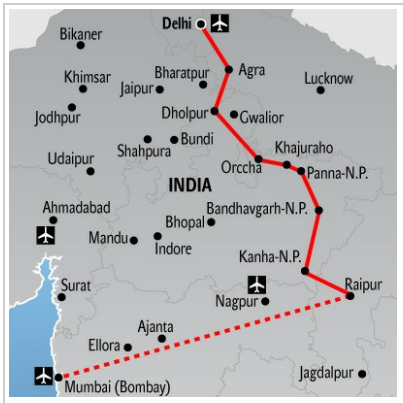 Delhi
Bikaner
Agra
Khimsar
Bharatpur
Lucknow
Jaipur
Jodhpur
Dholpur
Gwalior
Shahpura
Bundi
Khajuraho
Orccha
Panna-N.P.
Udaipur
INDIA
Bandhavgarh-N.P.
Ahmadabad
Bhopal
Mandu
Indore
Kanha-N.P.
Surat
Nagpur
Raipur
Ajanta
Ellora
Mumbai (Bombay)
Jagdalpur